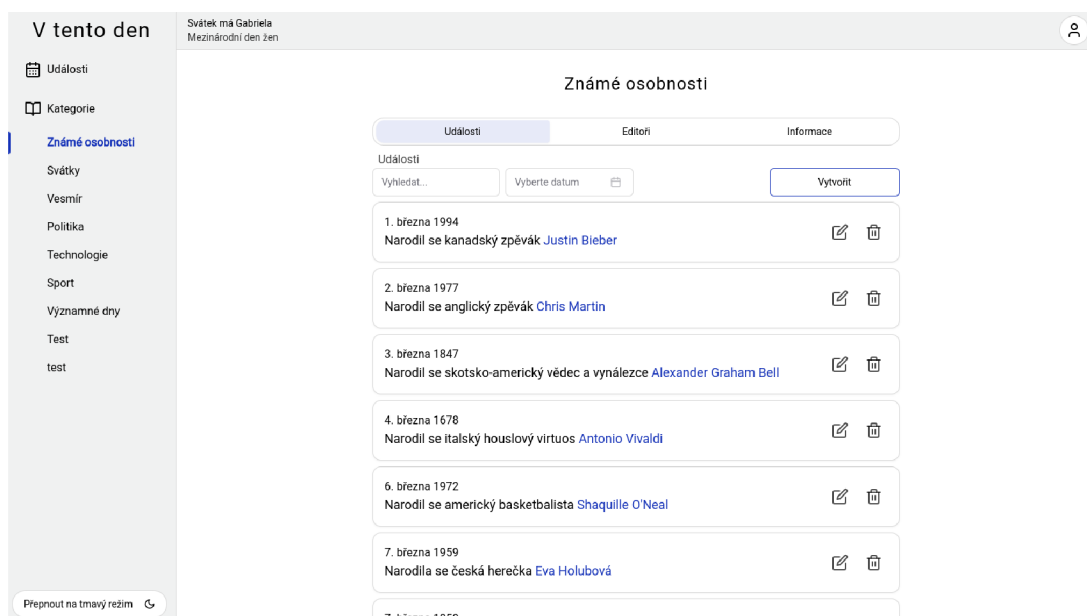 V tento den
Svátek má Gabriela
Mezinárodní den žen
Události
Kategorie
Známé osobnosti
Svátky
Vesmír
Politika
Technologie
Sport
Významné dny
Test
test
Přepnout na tmavý režim
Známé osobnosti
Události
Editoři
Informace
Události
Vyhledat...
Vyberte datum
Vytvořit
1. března 1994
Narodil se kanadský zpěvák Justin Bieber
2. března 1977
Narodil se anglický zpěvák Chris Martin
3. března 1847
Narodil se skotsko-americký vědec a vynálezce Alexander Graham Bell
4. března 1678
Narodil se italský houslový virtuos Antonio Vivaldi
6. března 1972
Narodil se americký basketbalista Shaquille O'Neal
7. března 1959
Narodila se česká herečka Eva Holubová